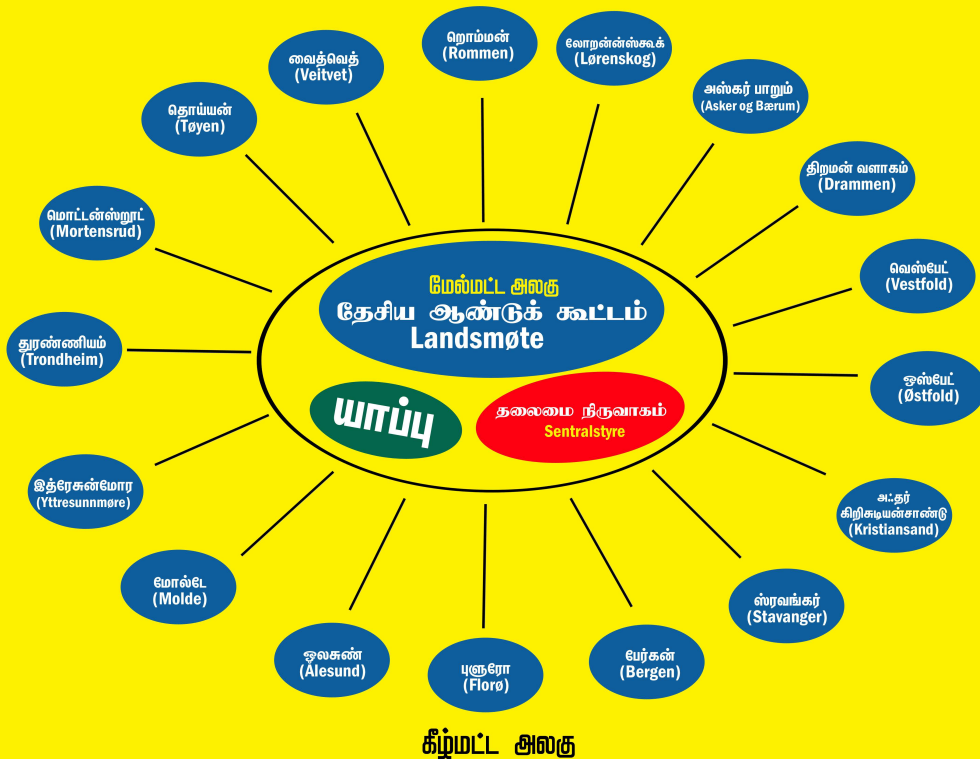 றொம்மன்
(Rommen)
லோறன்ன்ஸ்கூக்
(Lørenskog)
வைத்வெத்
(Veitvet)
அஸ்கர் பாறும்
(Asker og Bærum)
தொய்யன்
(Tøyen)
திறமன் வளாகம்
(Drammen)
மொட்டன்ஸ்றூட்
(Mortensrud)
வெஸ்பேட்
(Vestfold)
மேல்மட்ட அலகு
தேசிய ஆண்டுக் கூட்டம்
Landsmøte
துரண்ணியம்
(Trondheim)
ஒஸ்பேட்
(Østfold)
யாப்பு
தலைமை நிருவாகம்
Sentralstyre
இத்ரேசுன்மோர
(Yttresunnmøre)
அஃதர்
கிறிசுடியன்சாண்டு
(Kristiansand)
மோல்டே
(Molde)
ஸ்ரவங்கர்
(Stavanger)
ஒலசுண்
(Ålesund)
புளுரோ
(Florø)
பேர்கன்
(Bergen)
கீழ்மட்ட அலகு